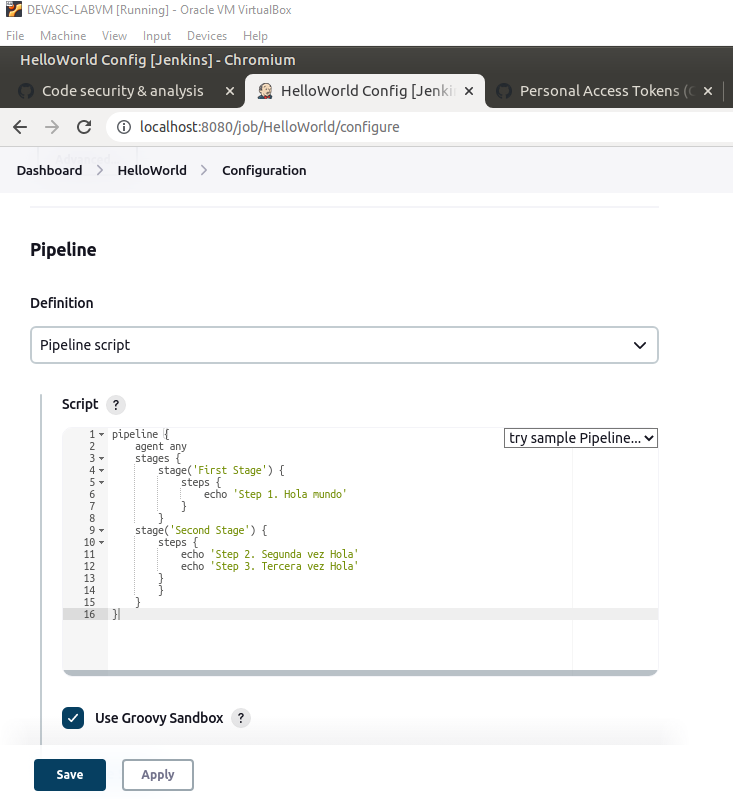 DEVASC-LABVM [Running] - Oracle VM VirtualBox
File Machine View Input Devices Help
HelloWorld Config [Jenkins] - Chromium
Code security & analysis × HelloWorld Config [Jenki × Personal Access Tokens (C ×
localhost:8080/job/HelloWorld/configure
Advanced
Dashboard > HelloWorld > Configuration
Pipeline
Definition
Pipeline script
Script ?
try sample Pipeline...
1 pipeline {
2     agent any
3     stages {
4         stage('First Stage') {
5             steps {
6                 echo 'Step 1. Hola mundo'
7             }
8         }
9     stage('Second Stage') {
10         steps {
11             echo 'Step 2. Segunda vez Hola'
12             echo 'Step 3. Tercera vez Hola'
13         }
14         }
15     }
16 }
Use Groovy Sandbox ?
Save Apply